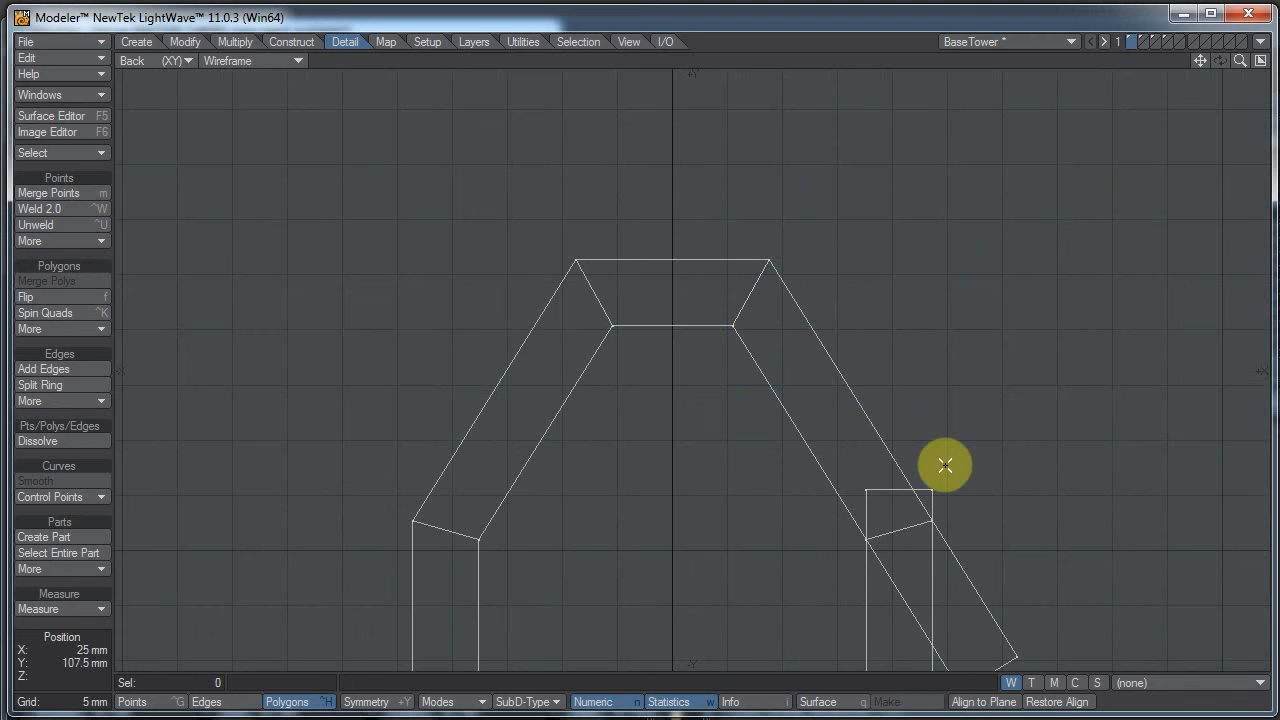 Modeler™ NewTek LightWave™ 11.0.3 (Win64)
File Create Modify Multiply Construct Detail Map Setup Layers Utilities Selection View I/O BaseTower * < > 1
Edit Back (XY) Wireframe
Help
Windows
Surface Editor F5
Image Editor F6
Select
Points
Merge Points m
Weld 2.0 ^W
Unweld ^U
More
Polygons
Merge Polys
Flip f
Spin Quads ^K
More
Edges
Add Edges
Split Ring
More
Pts/Polys/Edges
Dissolve
Curves
Smooth
Control Points
Parts
Create Part
Select Entire Part
More
Measure
Measure
Position
X: 25 mm
Y: 107.5 mm
Z:
Grid: 5 mm
+Y
-X
+X
-Y
Sel: 0 W T M C S (none)
Points ^G Edges Polygons ^H Symmetry +Y Modes SubD-Type Numeric n Statistics w Info i Surface q Make Align to Plane Restore Align